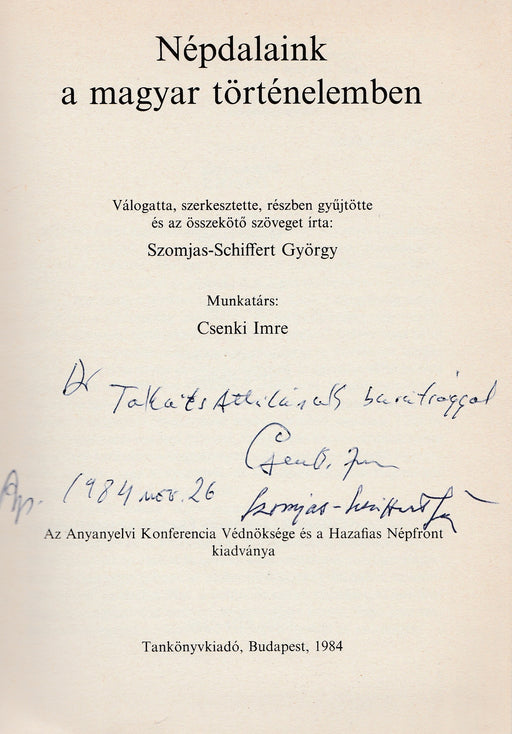 Népdalaink
a magyar történelemben
Válogatta, szerkesztette, részben gyűjtötte
és az összekötő szöveget írta:
Szomjas-Schiffert György
Munkatárs:
Csenki Imre
Dr Takáts Attilának barátsággal
Csenki Imre
Bp. 1984 nov. 26
Szomjas-Schiffert Gy
Az Anyanyelvi Konferencia Védnöksége és a Hazafias Népfront
kiadványa
Tankönyvkiadó, Budapest, 1984